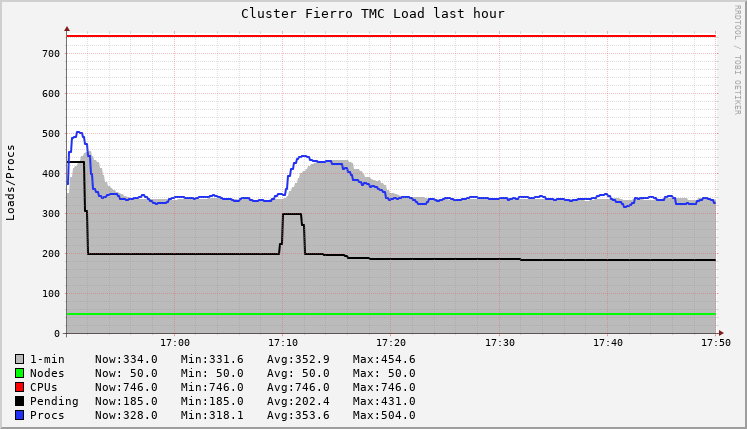 Cluster Fierro TMC Load last hour
RRDTOOL / TOBI OETIKER
Loads/Procs
700
600
500
400
300
200
100
0
17:00 17:10 17:20 17:30 17:40 17:50
1-min Now:334.0 Min:331.6 Avg:352.9 Max:454.6
Nodes Now: 50.0 Min: 50.0 Avg: 50.0 Max: 50.0
CPUs Now:746.0 Min:746.0 Avg:746.0 Max:746.0
Pending Now:185.0 Min:185.0 Avg:202.4 Max:431.0
Procs Now:328.0 Min:318.1 Avg:353.6 Max:504.0